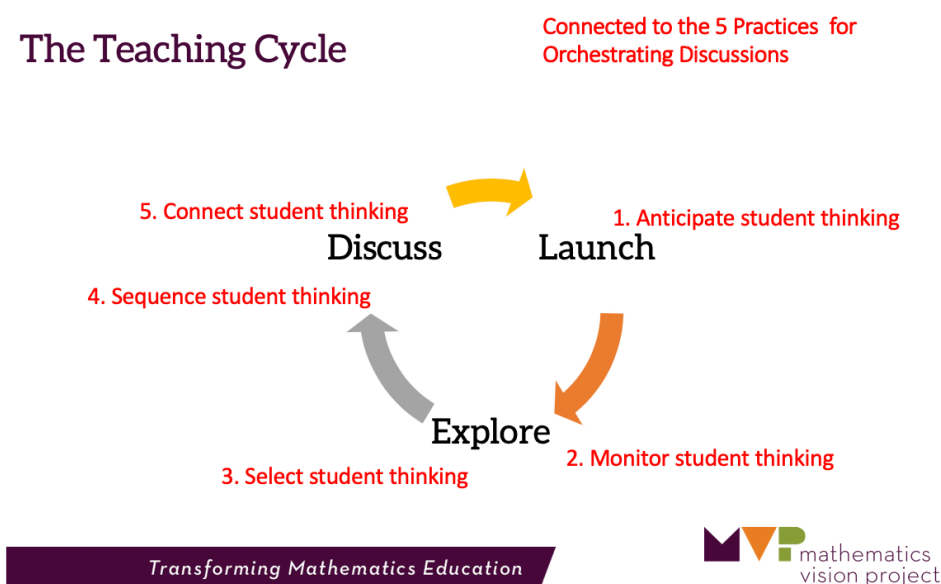 The Teaching Cycle
Connected to the 5 Practices for
Orchestrating Discussions
5. Connect student thinking
1. Anticipate student thinking
Discuss
Launch
4. Sequence student thinking
Explore
2. Monitor student thinking
3. Select student thinking
Transforming Mathematics Education
MVP mathematics
vision project